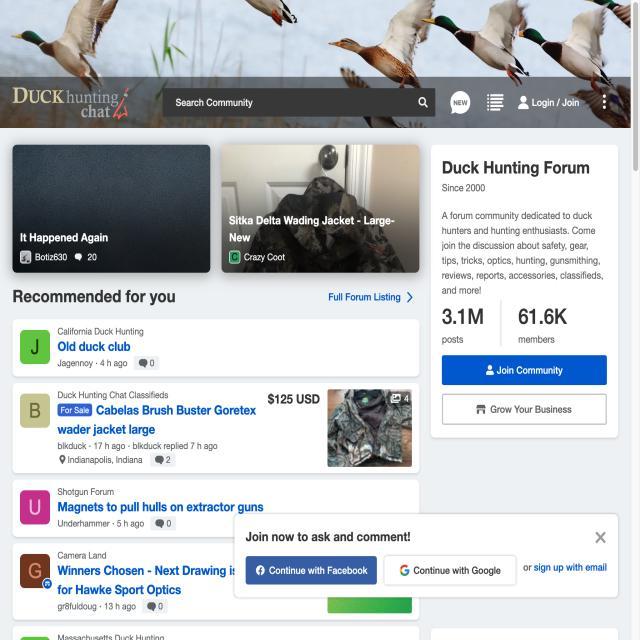 DUCK hunting
chat
Search Community
NEW
Login / Join
It Happened Again
Botiz630 20
Sitka Delta Wading Jacket - Large-
New
C Crazy Coot
Duck Hunting Forum
Since 2000
A forum community dedicated to duck
hunters and hunting enthusiasts. Come
join the discussion about safety, gear,
tips, tricks, optics, hunting, gunsmithing,
reviews, reports, accessories, classifieds,
and more!
3.1M 61.6K
posts members
Join Community
Grow Your Business
Recommended for you
Full Forum Listing
J
California Duck Hunting
Old duck club
Jagennoy · 4 h ago 0
B
Duck Hunting Chat Classifieds
For Sale Cabelas Brush Buster Goretex
wader jacket large
$125 USD
4
blkduck · 17 h ago · blkduck replied 7 h ago
Indianapolis, Indiana 2
U
Shotgun Forum
Magnets to pull hulls on extractor guns
Underhammer · 5 h ago 0
G
Camera Land
Winners Chosen - Next Drawing is
for Hawke Sport Optics
gr8fuldoug · 13 h ago 0
Massachusetts Duck Hunting
Join now to ask and comment!
Continue with Facebook
Continue with Google
or sign up with email